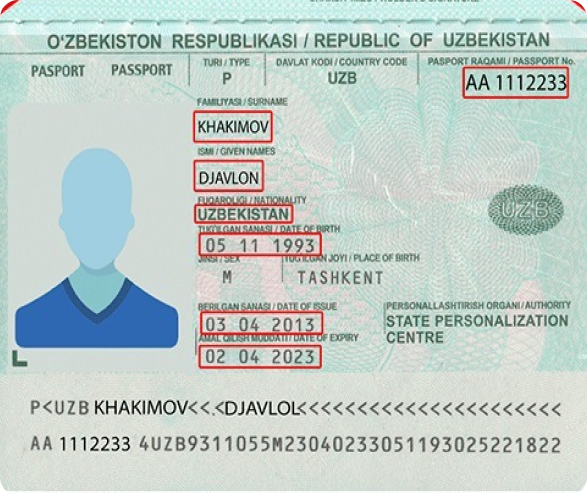 O‘ZBEKISTON RESPUBLIKASI / REPUBLIC OF UZBEKISTAN
PASPORT PASSPORT
TURI / TYPE DAVLAT KODI / COUNTRY CODE PASPORT RAQAMI / PASSPORT No.
P UZB AA 1112233
FAMILIYASI / SURNAME
KHAKIMOV
ISMI / GIVEN NAMES
DJAVLON
FUQAROLIGI / NATIONALITY
UZBEKISTAN
UZB
TUG‘ILGAN SANASI / DATE OF BIRTH
05 11 1993
JINSI / SEX TUG‘ILGAN JOYI / PLACE OF BIRTH
M TASHKENT
BERILGAN SANASI / DATE OF ISSUE PERSONALLASHTIRISH ORGANI / AUTHORITY
03 04 2013 STATE PERSONALIZATION
AMAL QILISH MUDDATI / DATE OF EXPIRY CENTRE
02 04 2023
P<UZB KHAKIMOV<<.<DJAVLOL<<<<<<<<<<<<<<<<<<<<<<
AA 1112233 4UZB9311055M23040233051193025221822